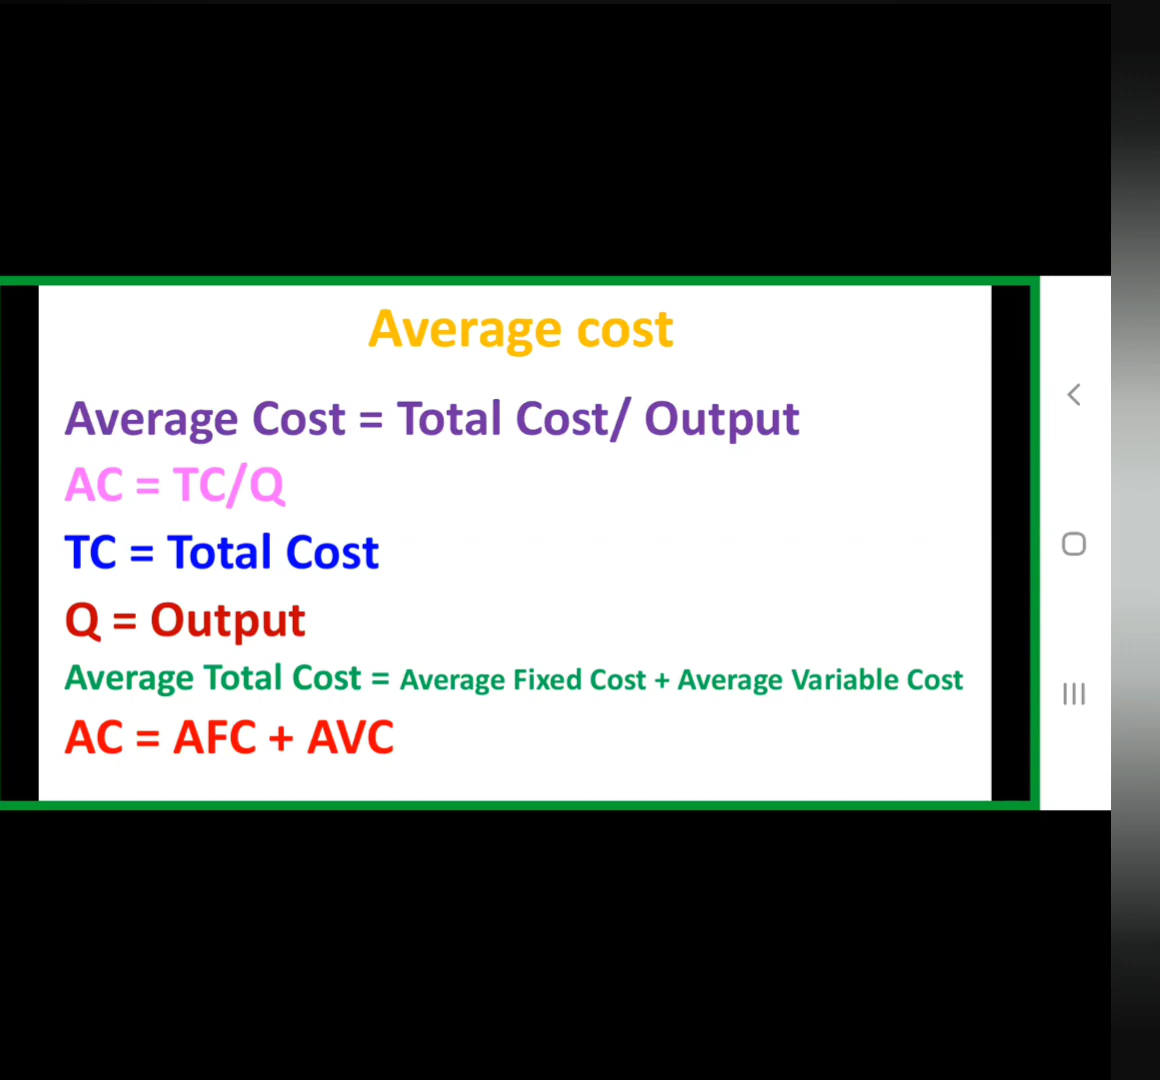 Average cost
Average Cost = Total Cost/ Output
AC = TC/Q
TC = Total Cost
Q = Output
Average Total Cost = Average Fixed Cost + Average Variable Cost
AC = AFC + AVC